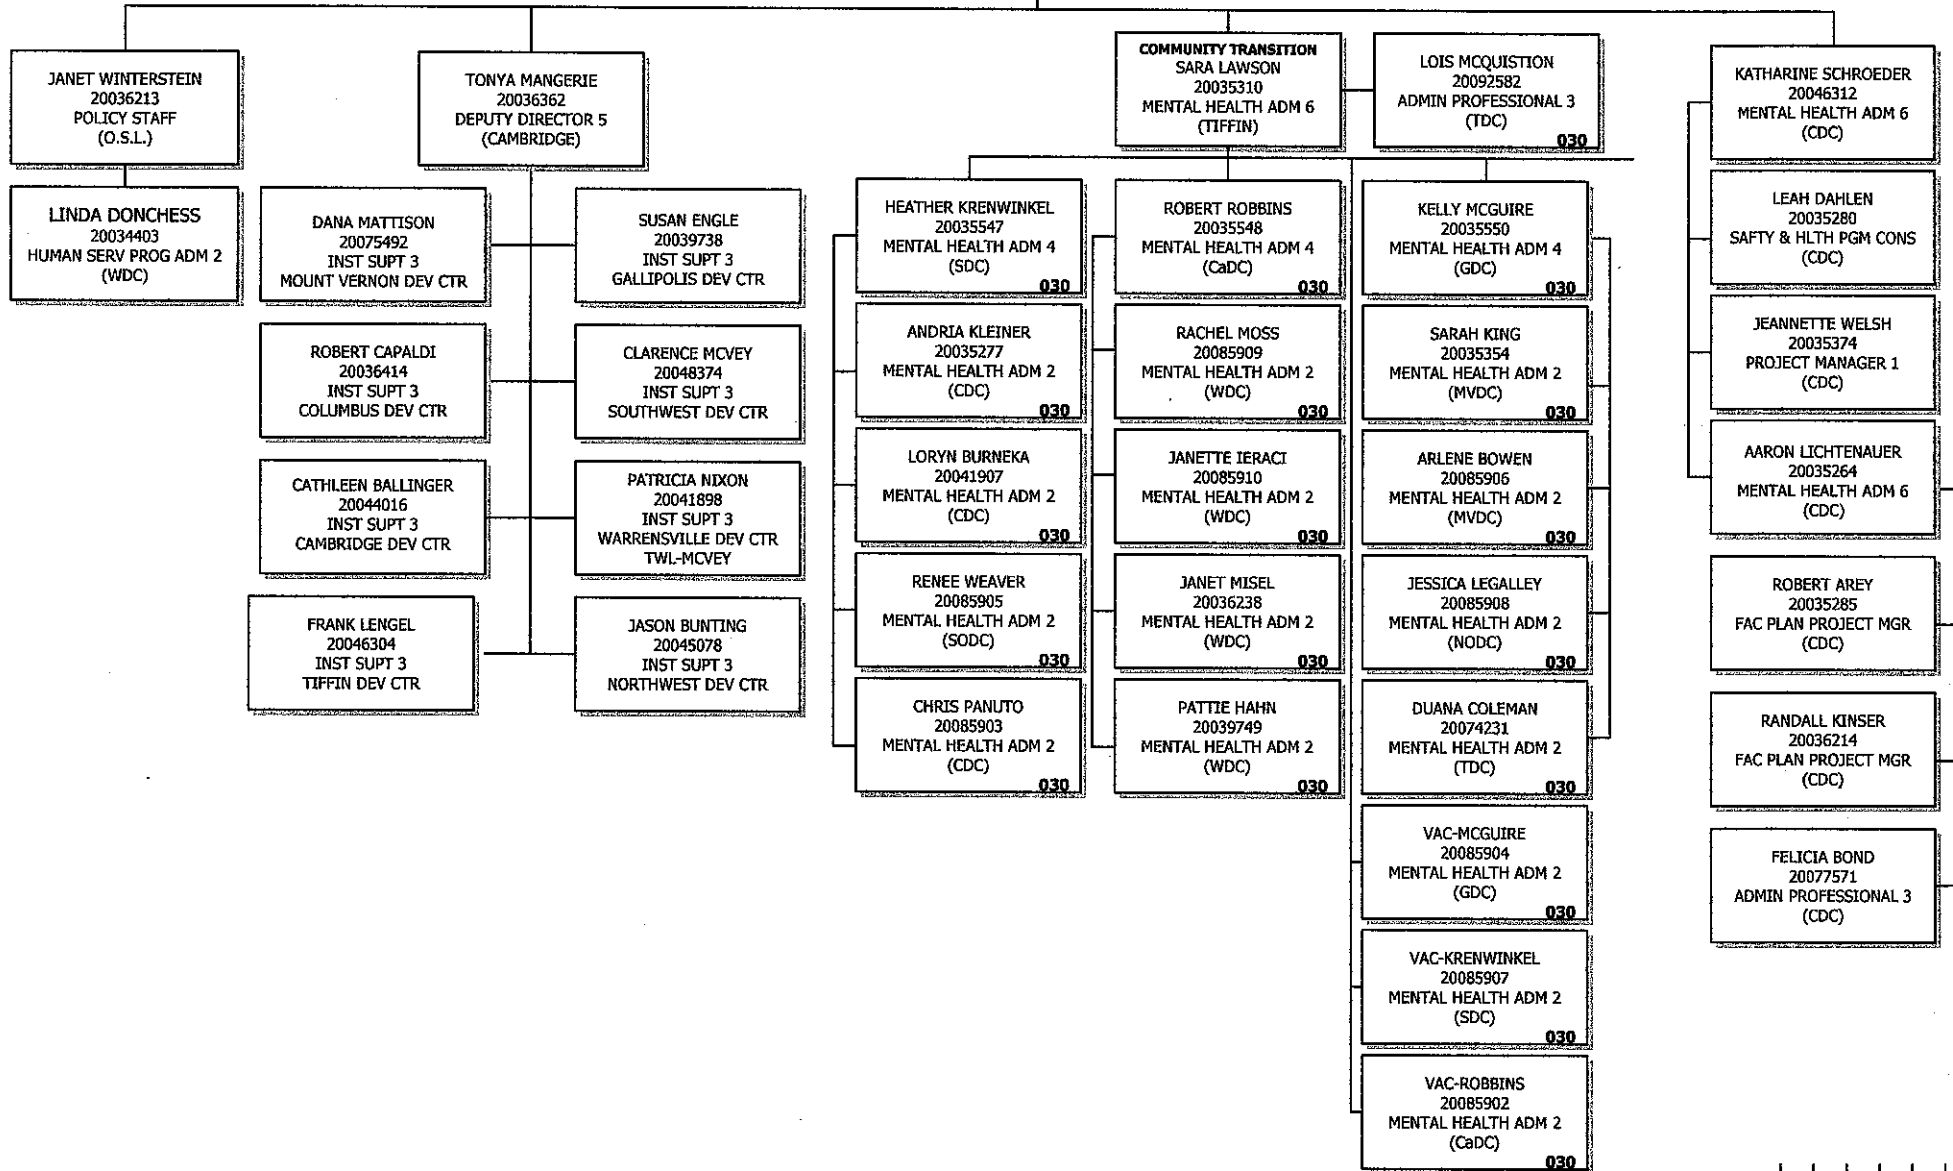 JANET WINTERSTEIN
20036213
POLICY STAFF
(O.S.L.)
LINDA DONCHESS
20034403
HUMAN SERV PROG ADM 2
(WDC)
TONYA MANGERIE
20036362
DEPUTY DIRECTOR 5
(CAMBRIDGE)
DANA MATTISON
20075492
INST SUPT 3
MOUNT VERNON DEV CTR
SUSAN ENGLE
20039738
INST SUPT 3
GALLIPOLIS DEV CTR
ROBERT CAPALDI
20036414
INST SUPT 3
COLUMBUS DEV CTR
CLARENCE MCVEY
20048374
INST SUPT 3
SOUTHWEST DEV CTR
CATHLEEN BALLINGER
20044016
INST SUPT 3
CAMBRIDGE DEV CTR
PATRICIA NIXON
20041898
INST SUPT 3
WARRENSVILLE DEV CTR
TWL-MCVEY
FRANK LENGEL
20046304
INST SUPT 3
TIFFIN DEV CTR
JASON BUNTING
20045078
INST SUPT 3
NORTHWEST DEV CTR
COMMUNITY TRANSITION
SARA LAWSON
20035310
MENTAL HEALTH ADM 6
(TIFFIN)
LOIS MCQUISTION
20092582
ADMIN PROFESSIONAL 3
(TDC)
030
HEATHER KRENWINKEL
20035547
MENTAL HEALTH ADM 4
(SDC)
030
ANDRIA KLEINER
20035277
MENTAL HEALTH ADM 2
(CDC)
030
LORYN BURNEKA
20041907
MENTAL HEALTH ADM 2
(CDC)
030
RENEE WEAVER
20085905
MENTAL HEALTH ADM 2
(SODC)
030
CHRIS PANUTO
20085903
MENTAL HEALTH ADM 2
(CDC)
030
ROBERT ROBBINS
20035548
MENTAL HEALTH ADM 4
(CaDC)
030
RACHEL MOSS
20085909
MENTAL HEALTH ADM 2
(WDC)
030
JANETTE IERACI
20085910
MENTAL HEALTH ADM 2
(WDC)
030
JANET MISEL
20036238
MENTAL HEALTH ADM 2
(WDC)
030
PATTIE HAHN
20039749
MENTAL HEALTH ADM 2
(WDC)
030
KELLY MCGUIRE
20035550
MENTAL HEALTH ADM 4
(GDC)
030
SARAH KING
20035354
MENTAL HEALTH ADM 2
(MVDC)
030
ARLENE BOWEN
20085906
MENTAL HEALTH ADM 2
(MVDC)
030
JESSICA LEGALLEY
20085908
MENTAL HEALTH ADM 2
(NODC)
030
DUANA COLEMAN
20074231
MENTAL HEALTH ADM 2
(TDC)
030
VAC-MCGUIRE
20085904
MENTAL HEALTH ADM 2
(GDC)
030
VAC-KRENWINKEL
20085907
MENTAL HEALTH ADM 2
(SDC)
030
VAC-ROBBINS
20085902
MENTAL HEALTH ADM 2
(CaDC)
030
KATHARINE SCHROEDER
20046312
MENTAL HEALTH ADM 6
(CDC)
LEAH DAHLEN
20035280
SAFTY & HLTH PGM CONS
(CDC)
JEANNETTE WELSH
20035374
PROJECT MANAGER 1
(CDC)
AARON LICHTENAUER
20035264
MENTAL HEALTH ADM 6
(CDC)
ROBERT AREY
20035285
FAC PLAN PROJECT MGR
(CDC)
RANDALL KINSER
20036214
FAC PLAN PROJECT MGR
(CDC)
FELICIA BOND
20077571
ADMIN PROFESSIONAL 3
(CDC)